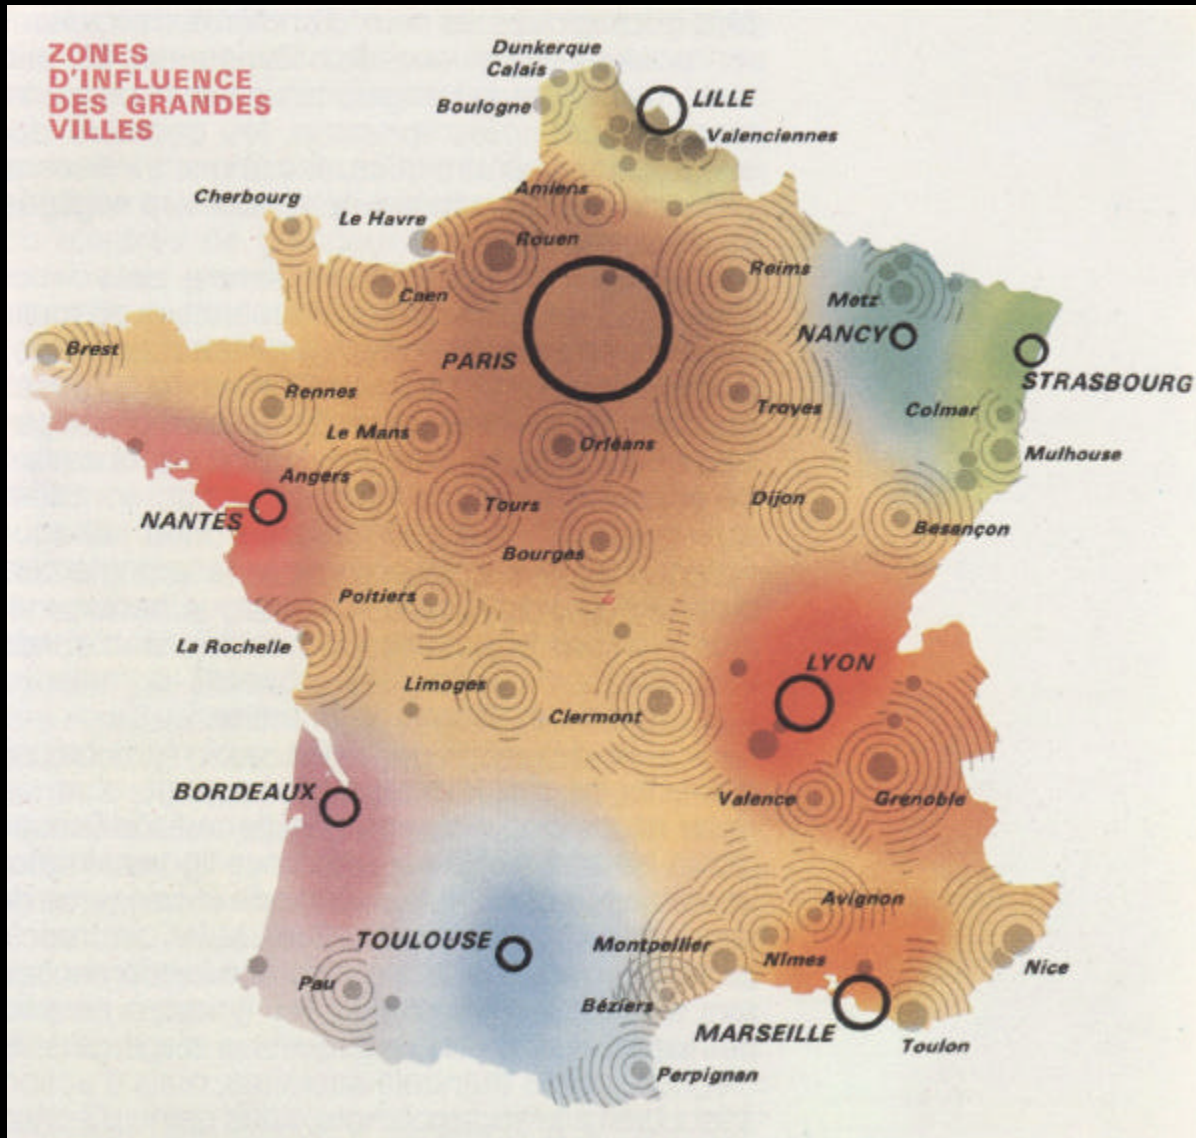 ZONES
D'INFLUENCE
DES GRANDES
VILLES
Dunkerque
Calais
Boulogne
LILLE
Valenciennes
Amiens
Cherbourg
Le Havre
Rouen
Reims
Caen
Metz
NANCY
Brest
PARIS
STRASBOURG
Rennes
Troyes
Colmar
Le Mans
Orléans
Mulhouse
Angers
Dijon
Tours
NANTES
Besançon
Bourges
Poitiers
La Rochelle
LYON
Limoges
Clermont
BORDEAUX
Valence
Grenoble
Avignon
TOULOUSE
Montpellier
Nîmes
Nice
Pau
Béziers
MARSEILLE
Toulon
Perpignan